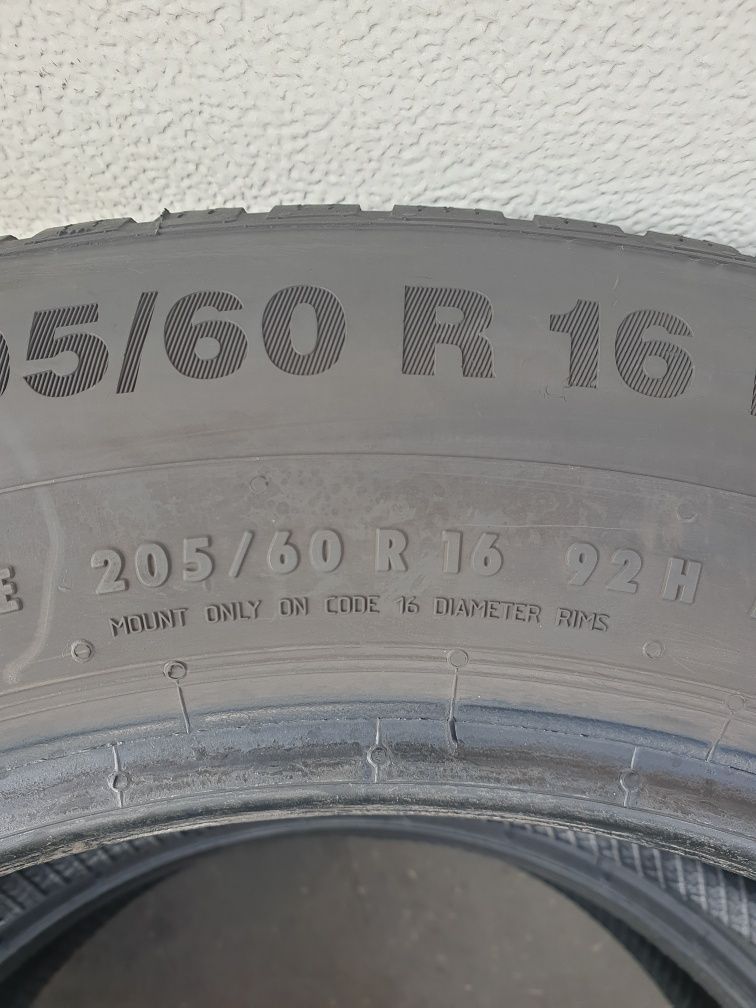 05/60 R 16
205/60 R 16 92 H
MOUNT ONLY ON CODE 16 DIAMETER RIMS